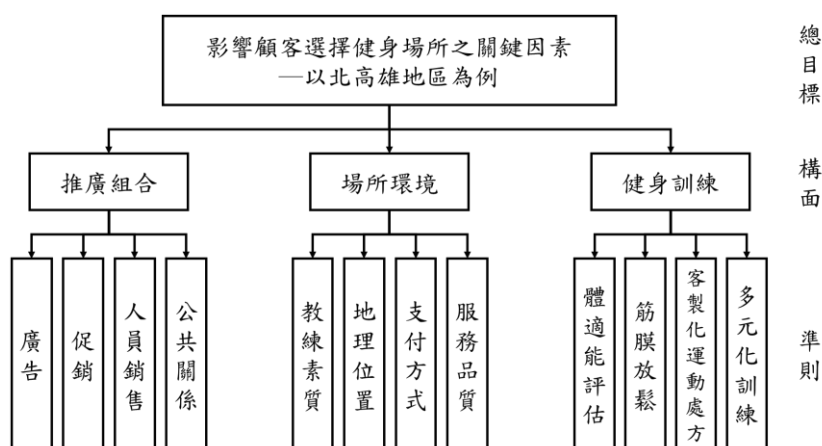 影響顧客選擇健身場所之關鍵因素
—以北高雄地區為例
總目標
推廣組合
場所環境
健身訓練
構面
廣告
促銷
人員銷售
公共關係
教練素質
地理位置
支付方式
服務品質
體適能評估
筋膜放鬆
客製化運動處方
多元化訓練
準則